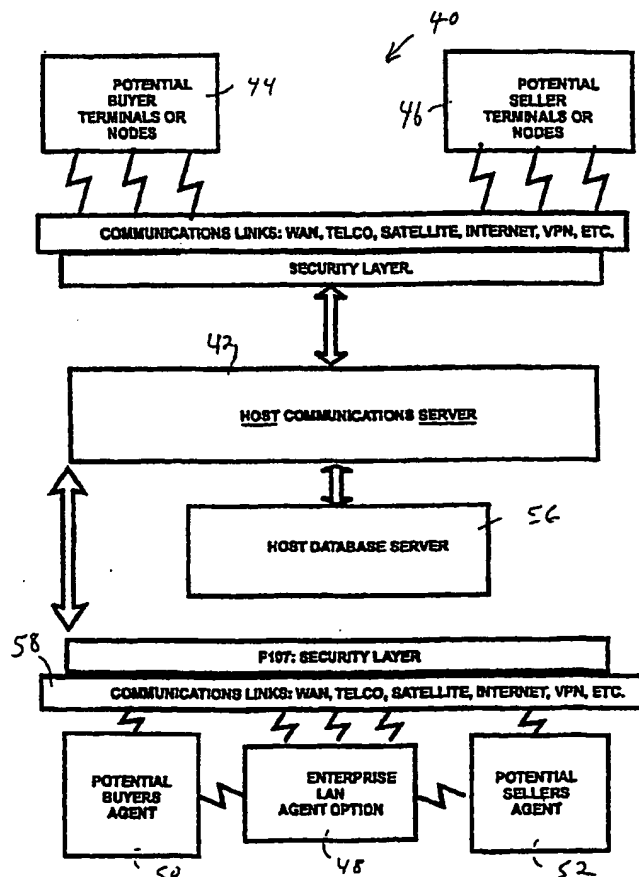 40
POTENTIAL
BUYER
TERMINALS OR
NODES
44
46
POTENTIAL
SELLER
TERMINALS OR
NODES
COMMUNICATIONS LINKS: WAN, TELCO, SATELLITE, INTERNET, VPN, ETC.
SECURITY LAYER.
42
HOST COMMUNICATIONS SERVER
HOST DATABASE SERVER
56
58
F107: SECURITY LAYER
COMMUNICATIONS LINKS: WAN, TELCO, SATELLITE, INTERNET, VPN, ETC.
POTENTIAL
BUYERS
AGENT
ENTERPRISE
LAN
AGENT OPTION
POTENTIAL
SELLERS
AGENT
50
48
52